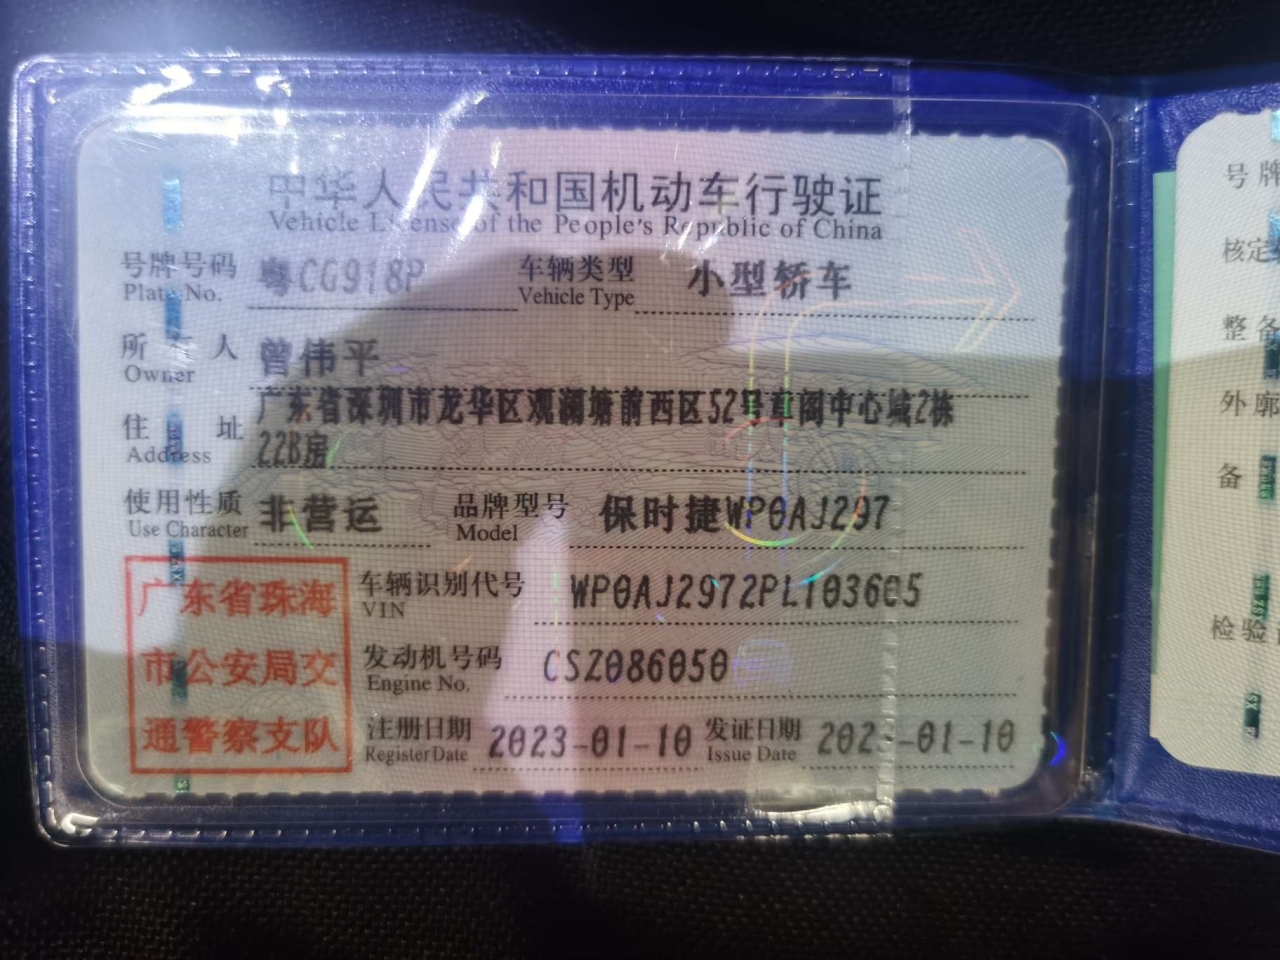 中华人民共和国机动车行驶证
Vehicle License of the People's Republic of China
号牌号码 粤CG918P 车辆类型 小型轿车
Plate No. Vehicle Type
所有人 曾伟平
Owner
广东省深圳市龙华区观澜塘前西区52号章阁中心城2栋
住址 22B房
Address
使用性质 非营运 品牌型号 保时捷WP0AJ297
Use Character Model
车辆识别代号 WP0AJ2972PL103605
VIN
发动机号码 CSZ086050
Engine No.
注册日期 2023-01-10 发证日期 2023-01-10
Register Date Issue Date
广东省珠海
市公安局交
通警察支队
号牌
核定
整备
外廓
备
检验